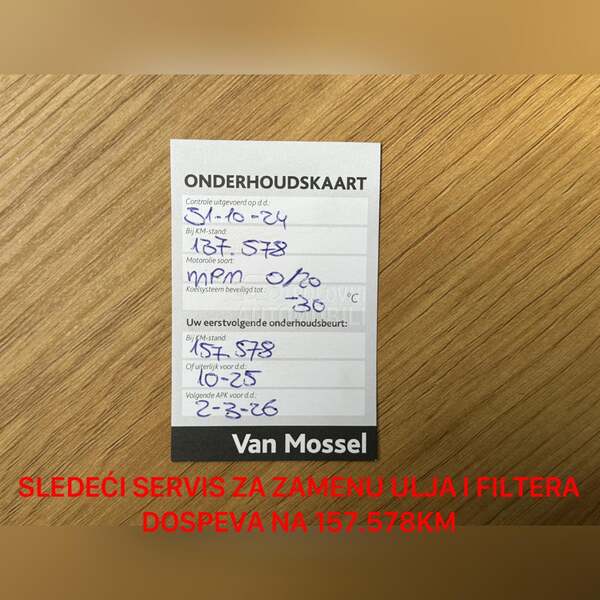 ONDERHOUDSKAART
Controle uitgevoerd op d.d.:
31-10-24
Bij KM-stand:
137.578
Motorolie soort:
MPM 0/20
Koelsysteem beveiligd tot:
-30 °C
Uw eerstvolgende onderhoudsbeurt:
Bij KM-stand:
157.578
Of uiterlijk voor d.d.:
10-25
Volgende APK voor d.d.:
2-3-26
Van Mossel
SLEDEĆI SERVIS ZA ZAMENU ULJA I FILTERA
DOSPEVA NA 157.578KM